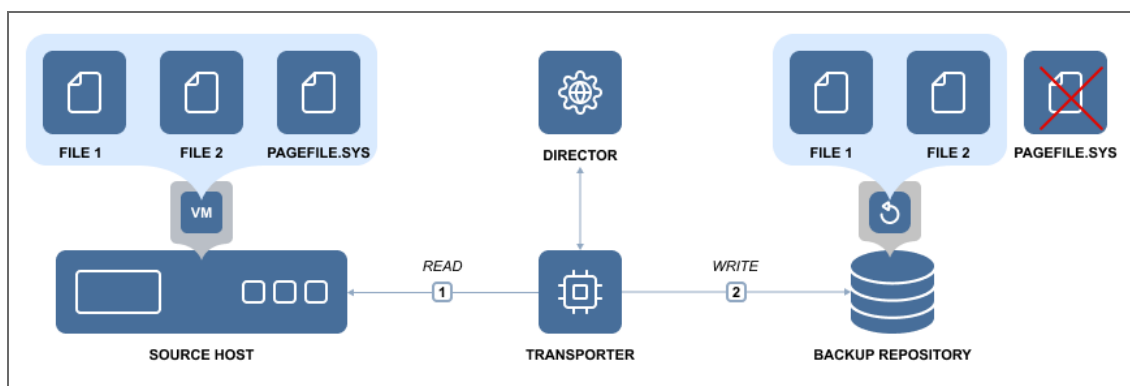 FILE 1
FILE 2
PAGEFILE.SYS
DIRECTOR
FILE 1
FILE 2
PAGEFILE.SYS
VM
READ
1
WRITE
2
SOURCE HOST
TRANSPORTER
BACKUP REPOSITORY